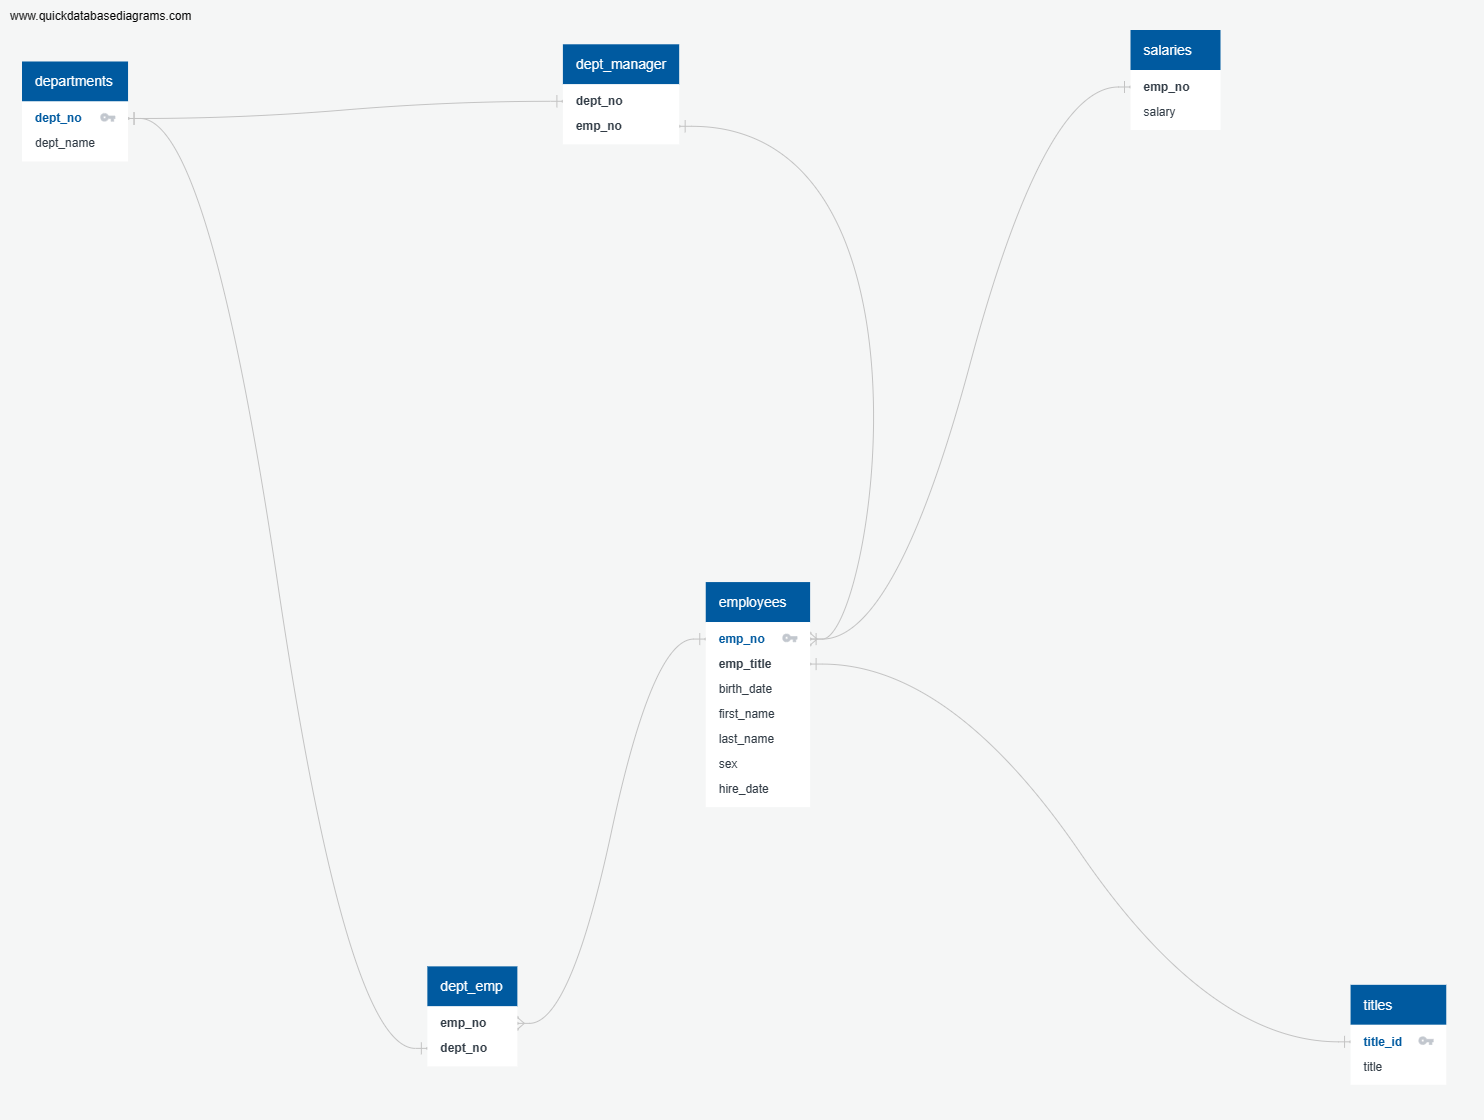 www.quickdatabasediagrams.com
departments
dept_no
dept_name
dept_manager
dept_no
emp_no
salaries
emp_no
salary
employees
emp_no
emp_title
birth_date
first_name
last_name
sex
hire_date
dept_emp
emp_no
dept_no
titles
title_id
title